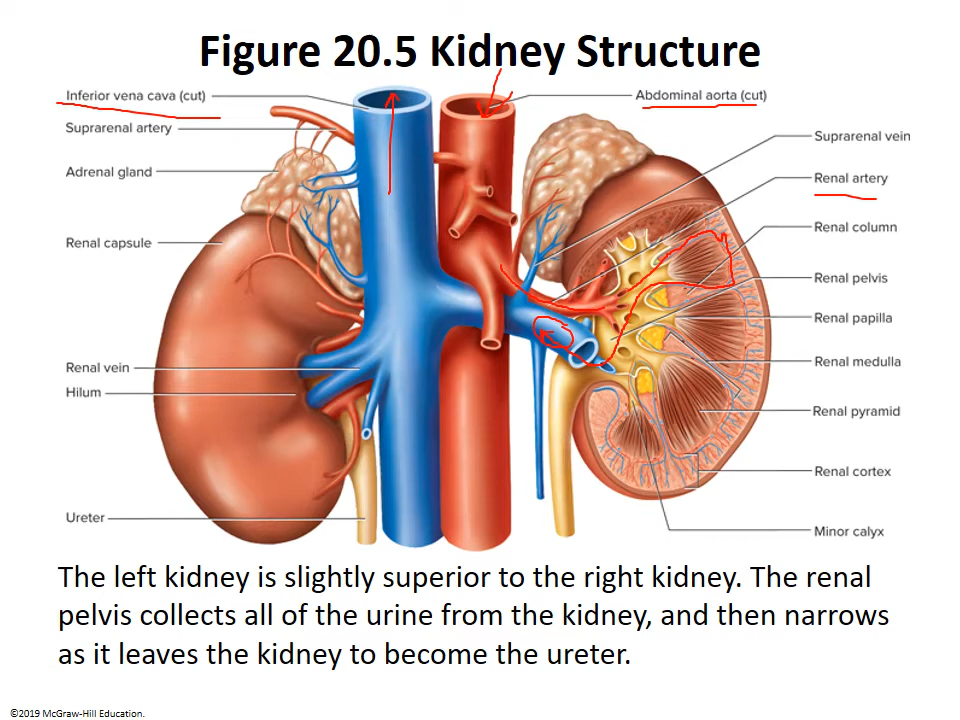 Figure 20.5 Kidney Structure
Inferior vena cava (cut)
Suprarenal artery
Adrenal gland
Renal capsule
Renal vein
Hilum
Ureter
Abdominal aorta (cut)
Suprarenal vein
Renal artery
Renal column
Renal pelvis
Renal papilla
Renal medulla
Renal pyramid
Renal cortex
Minor calyx
The left kidney is slightly superior to the right kidney. The renal
pelvis collects all of the urine from the kidney, and then narrows
as it leaves the kidney to become the ureter.
©2019 McGraw-Hill Education.